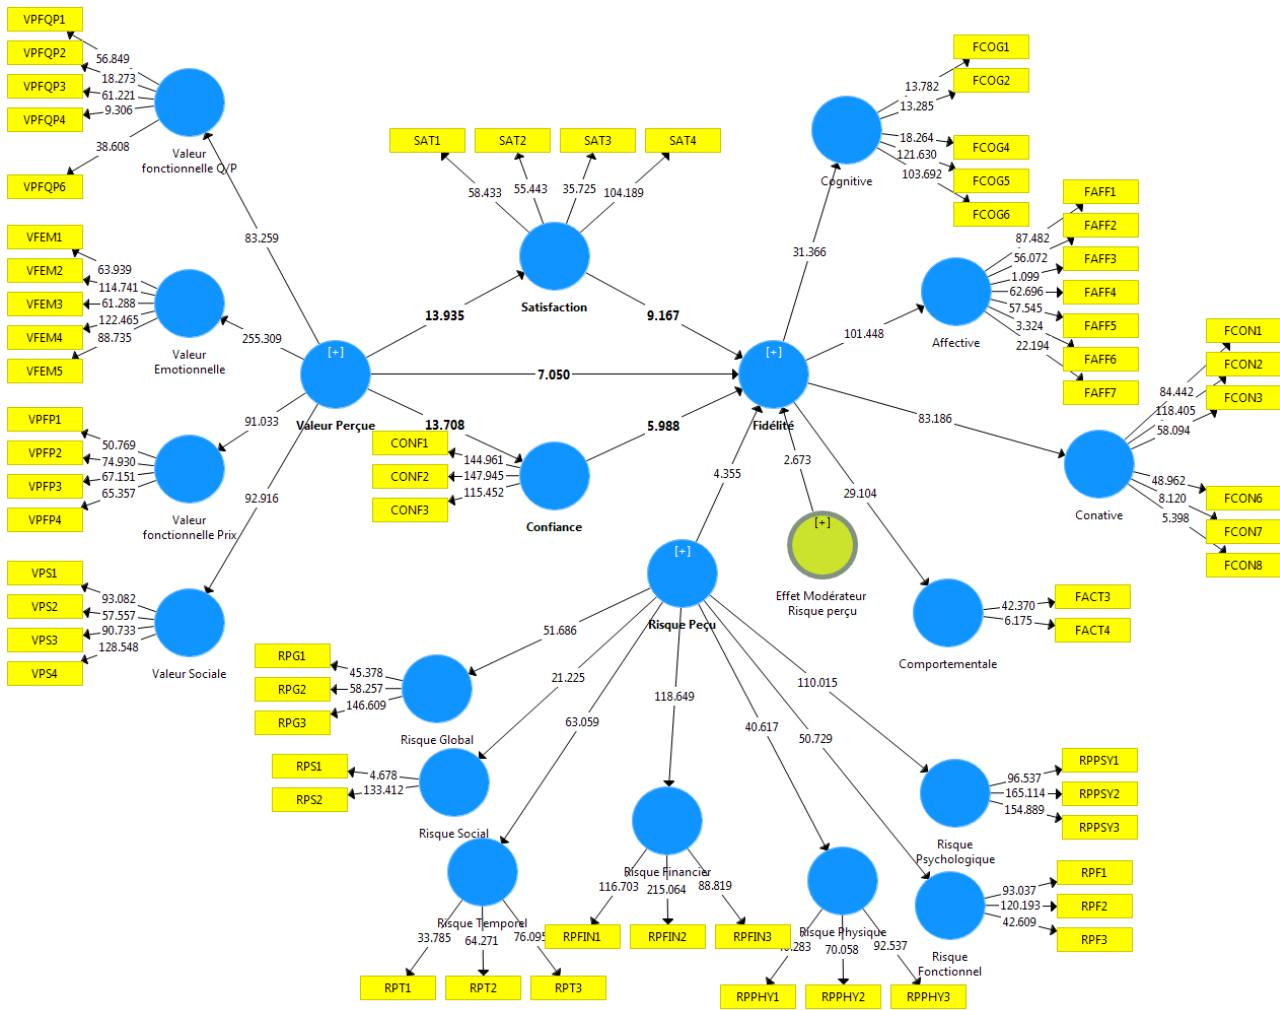 VPFQP1
VPFQP2
VPFQP3
VPFQP4
VPFQP6
56.849
18.273
61.221
9.306
38.608
Valeur
fonctionnelle Q/P
83.259
VFEM1
VFEM2
VFEM3
VFEM4
VFEM5
63.939
114.741
61.288
122.465
88.735
Valeur
Emotionnelle
255.309
VPFP1
VPFP2
VPFP3
VPFP4
50.769
74.930
67.151
65.357
Valeur
fonctionnelle Prix
91.033
VPS1
VPS2
VPS3
VPS4
93.082
57.557
90.733
128.548
Valeur Sociale
92.916
[+]
Valeur Perçue
SAT1
SAT2
SAT3
SAT4
58.433
55.443
35.725
104.189
Satisfaction
13.935
9.167
7.050
13.708
5.988
CONF1
CONF2
CONF3
144.961
147.945
115.452
Confiance
[+]
Fidélité
4.355
2.673
[+]
Effet Modérateur
Risque perçu
FCOG1
FCOG2
FCOG4
FCOG5
FCOG6
13.782
13.285
18.264
121.630
103.692
Cognitive
31.366
FAFF1
FAFF2
FAFF3
FAFF4
FAFF5
FAFF6
FAFF7
87.482
56.072
1.099
62.696
57.545
3.324
22.194
Affective
101.448
FCON1
FCON2
FCON3
FCON6
FCON7
FCON8
84.442
118.405
58.094
48.962
8.120
5.398
Conative
83.186
29.104
FACT3
FACT4
42.370
6.175
Comportementale
[+]
Risque Peçu
51.686
21.225
63.059
118.649
40.617
50.729
110.015
RPG1
RPG2
RPG3
45.378
58.257
146.609
Risque Global
RPS1
RPS2
4.678
133.412
Risque Social
Risque Temporel
33.785
64.271
76.095
RPT1
RPT2
RPT3
Risque Financier
116.703
215.064
88.819
RPFIN1
RPFIN2
RPFIN3
Risque Physique
70.058
92.537
RPPHY1
RPPHY2
RPPHY3
RPPSY1
RPPSY2
RPPSY3
96.537
165.114
154.889
Risque
Psychologique
RPF1
RPF2
RPF3
93.037
120.193
42.609
Risque
Fonctionnel